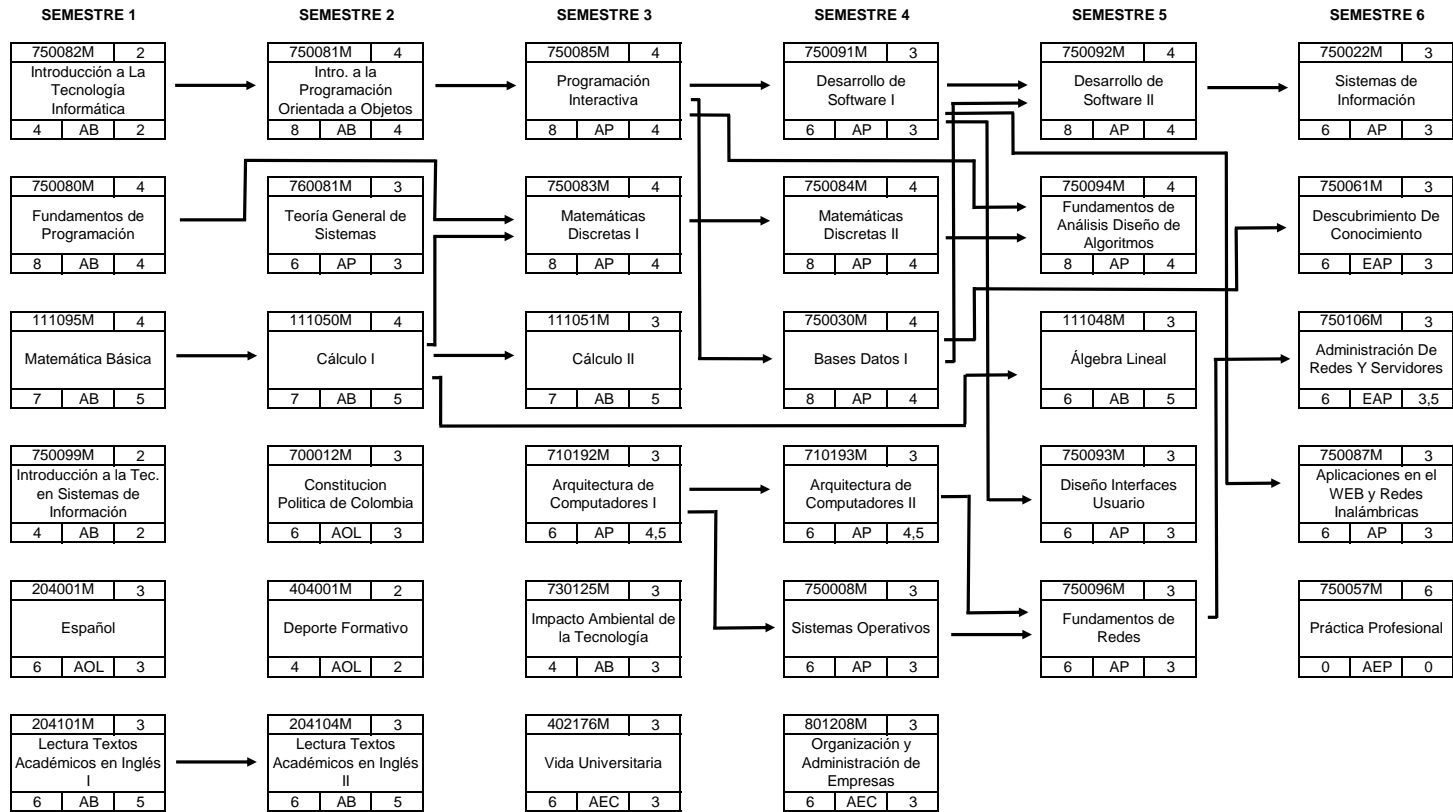 SEMESTRE 1 SEMESTRE 2 SEMESTRE 3 SEMESTRE 4 SEMESTRE 5 SEMESTRE 6
750082M 2
Introducción a La
Tecnología
Informática
4 AB 2
750081M 4
Intro. a la
Programación
Orientada a Objetos
8 AB 4
750085M 4
Programación
Interactiva
8 AP 4
750091M 3
Desarrollo de
Software I
6 AP 3
750092M 4
Desarrollo de
Software II
8 AP 4
750022M 3
Sistemas de
Información
6 AP 3
750080M 4
Fundamentos de
Programación
8 AB 4
760081M 3
Teoría General de
Sistemas
6 AP 3
750083M 4
Matemáticas
Discretas I
8 AP 4
750084M 4
Matemáticas
Discretas II
8 AP 4
750094M 4
Fundamentos de
Análisis Diseño de
Algoritmos
8 AP 4
750061M 3
Descubrimiento De
Conocimiento
6 EAP 3
111095M 4
Matemática Básica
7 AB 5
111050M 4
Cálculo I
7 AB 5
111051M 3
Cálculo II
7 AB 5
750030M 4
Bases Datos I
8 AP 4
111048M 3
Álgebra Lineal
6 AB 5
750106M 3
Administración De
Redes Y Servidores
6 EAP 3,5
750099M 2
Introducción a la Tec.
en Sistemas de
Información
4 AB 2
700012M 3
Constitucion
Politica de Colombia
6 AOL 3
710192M 3
Arquitectura de
Computadores I
6 AP 4,5
710193M 3
Arquitectura de
Computadores II
6 AP 4,5
750093M 3
Diseño Interfaces
Usuario
6 AP 3
750087M 3
Aplicaciones en el
WEB y Redes
Inalámbricas
6 AP 3
204001M 3
Español
6 AOL 3
404001M 2
Deporte Formativo
4 AOL 2
730125M 3
Impacto Ambiental de
la Tecnología
4 AB 3
750008M 3
Sistemas Operativos
6 AP 3
750096M 3
Fundamentos de
Redes
6 AP 3
750057M 6
Práctica Profesional
0 AEP 0
204101M 3
Lectura Textos
Académicos en Inglés
I
6 AB 5
204104M 3
Lectura Textos
Académicos en Inglés
II
6 AB 5
402176M 3
Vida Universitaria
6 AEC 3
801208M 3
Organización y
Administración de
Empresas
6 AEC 3